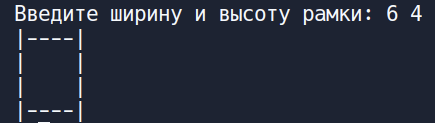 Введите ширину и высоту рамки: 6 4
|----|
|    |
|    |
|----|